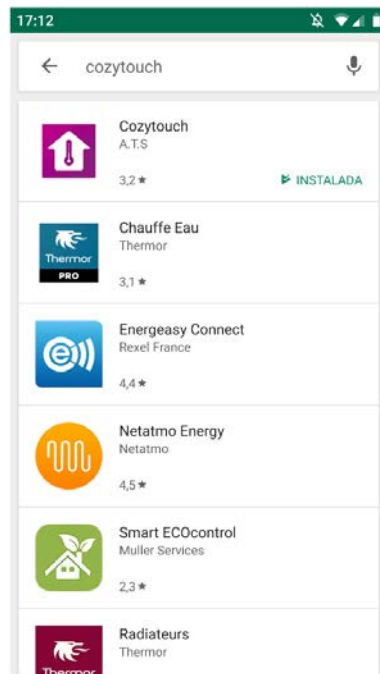 17:12
cozytouch
Cozytouch
A.T.S
3,2 ★
INSTALADA
Chauffe Eau
Thermor
3,1 ★
Thermor
PRO
Energeasy Connect
Rexel France
4,4 ★
Netatmo Energy
Netatmo
4,5 ★
Smart ECOcontrol
Muller Services
2,3 ★
Radiateurs
Thermor
Thermor